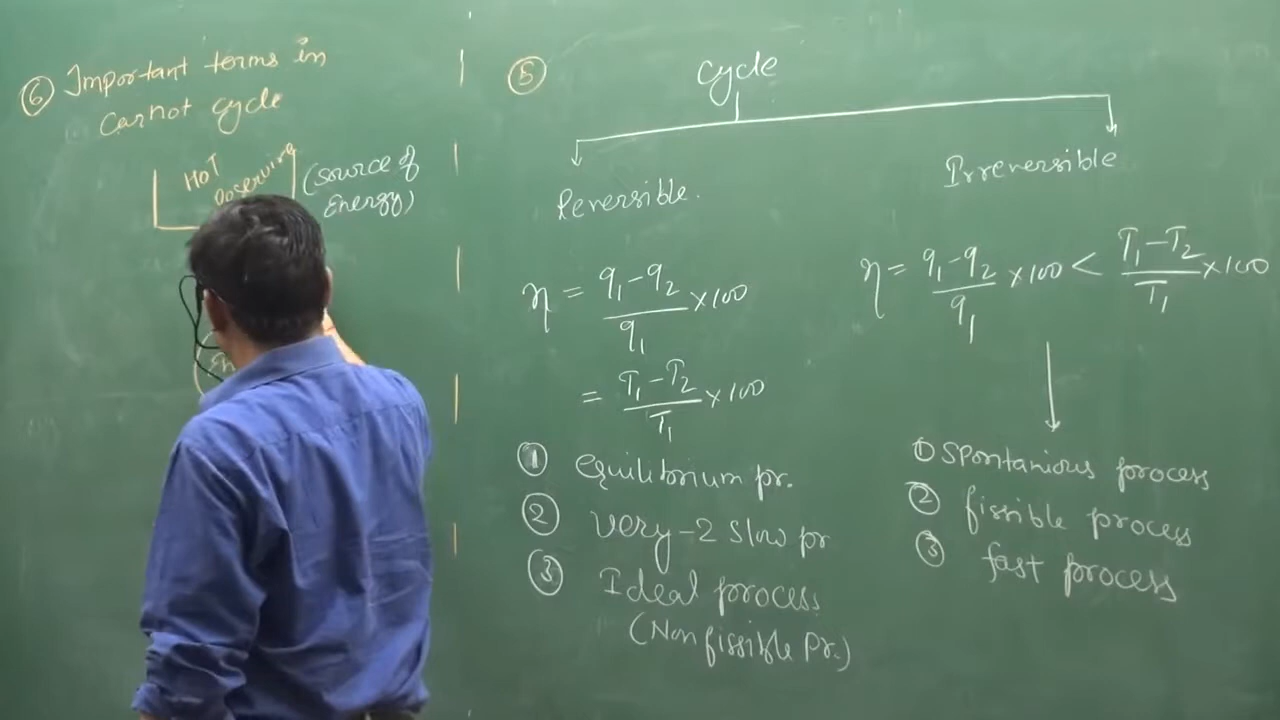 ⑥ Important terms in
Carnot cycle
HOT
(source of
Energy)
⑤ Cycle
Reversible.
η = q₁-q₂/q₁ ×100
= T₁-T₂/T₁ ×100
① Equilibrium pr.
② very-2 slow pr
③ Ideal process
(Non fissible Pr.)
Irreversible
η = q₁-q₂/q₁ ×100 < T₁-T₂/T₁ ×100
① Spontanious process
② fissible process
③ fast process